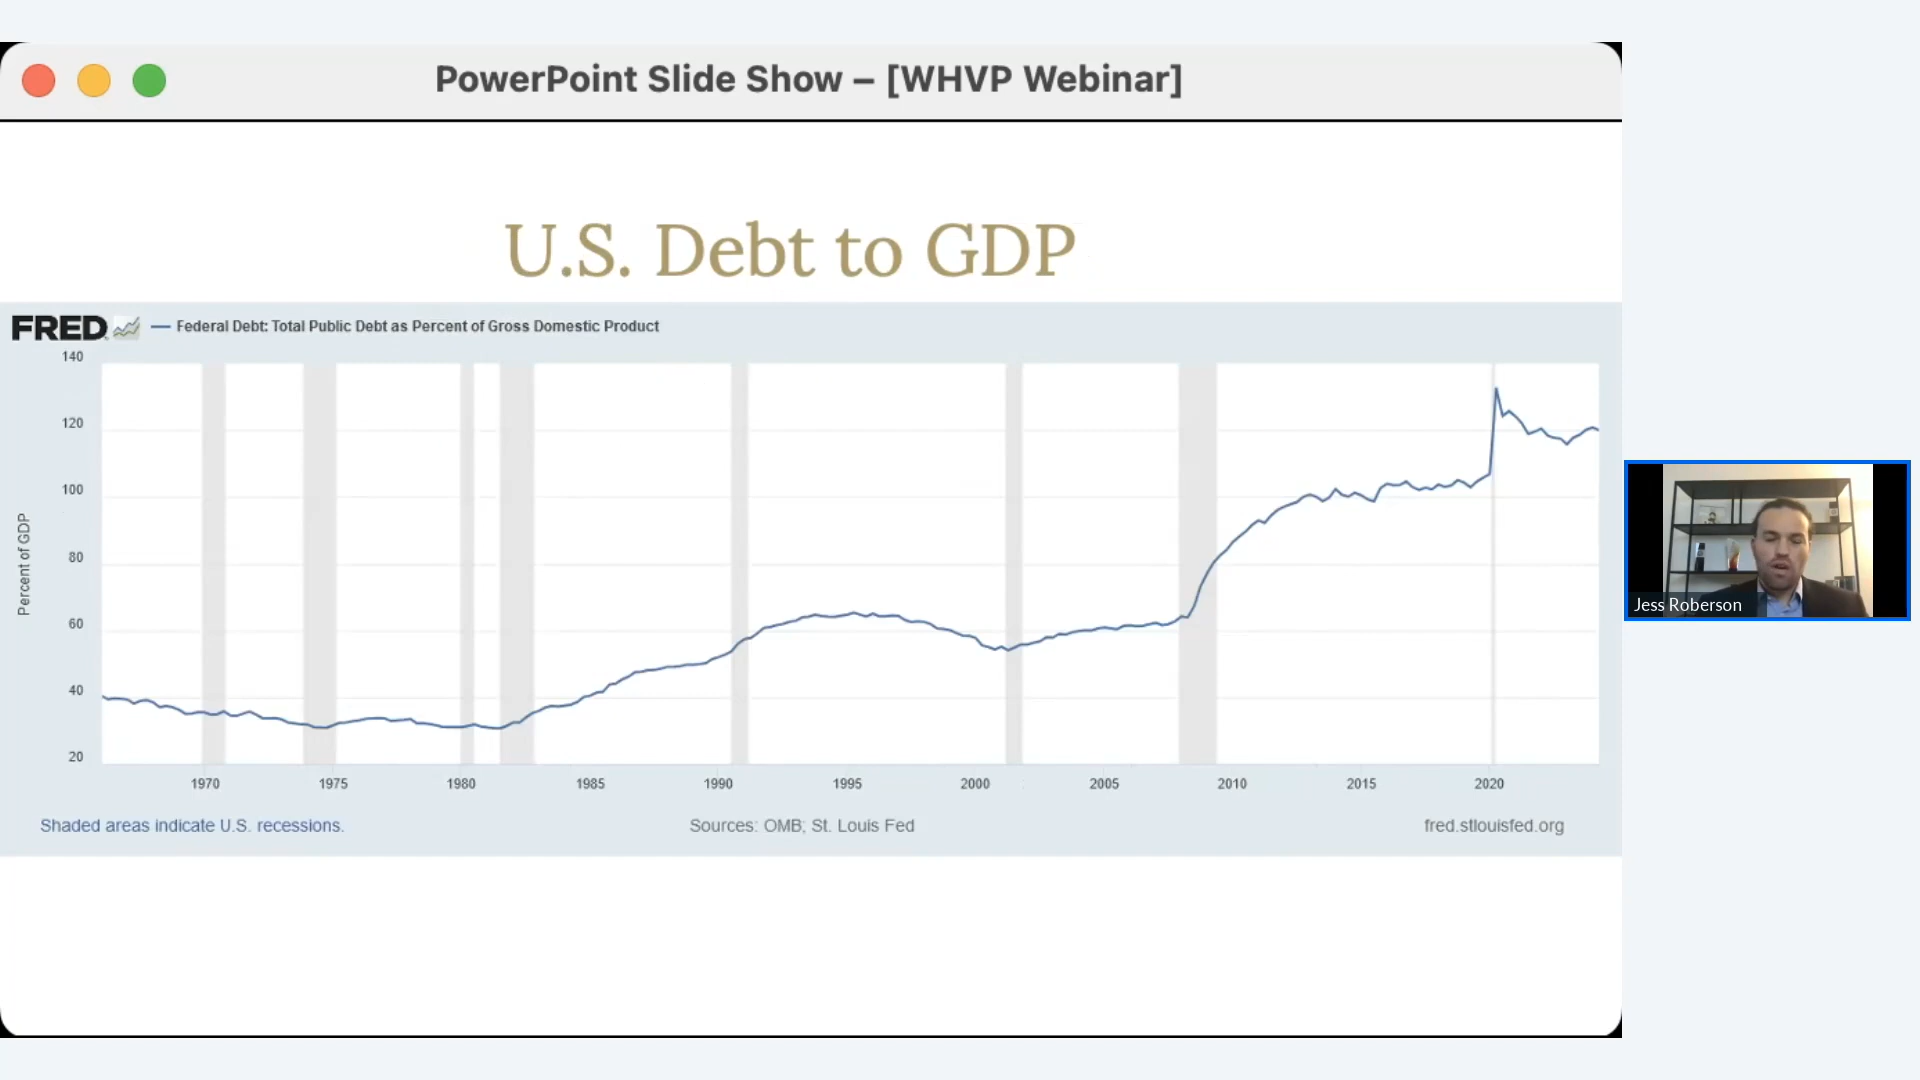 PowerPoint Slide Show – [WHVP Webinar]
U.S. Debt to GDP
FRED
Federal Debt: Total Public Debt as Percent of Gross Domestic Product
140
120
100
80
60
40
20
Percent of GDP
1970 1975 1980 1985 1990 1995 2000 2005 2010 2015 2020
Shaded areas indicate U.S. recessions.
Sources: OMB; St. Louis Fed
fred.stlouisfed.org
Jess Roberson